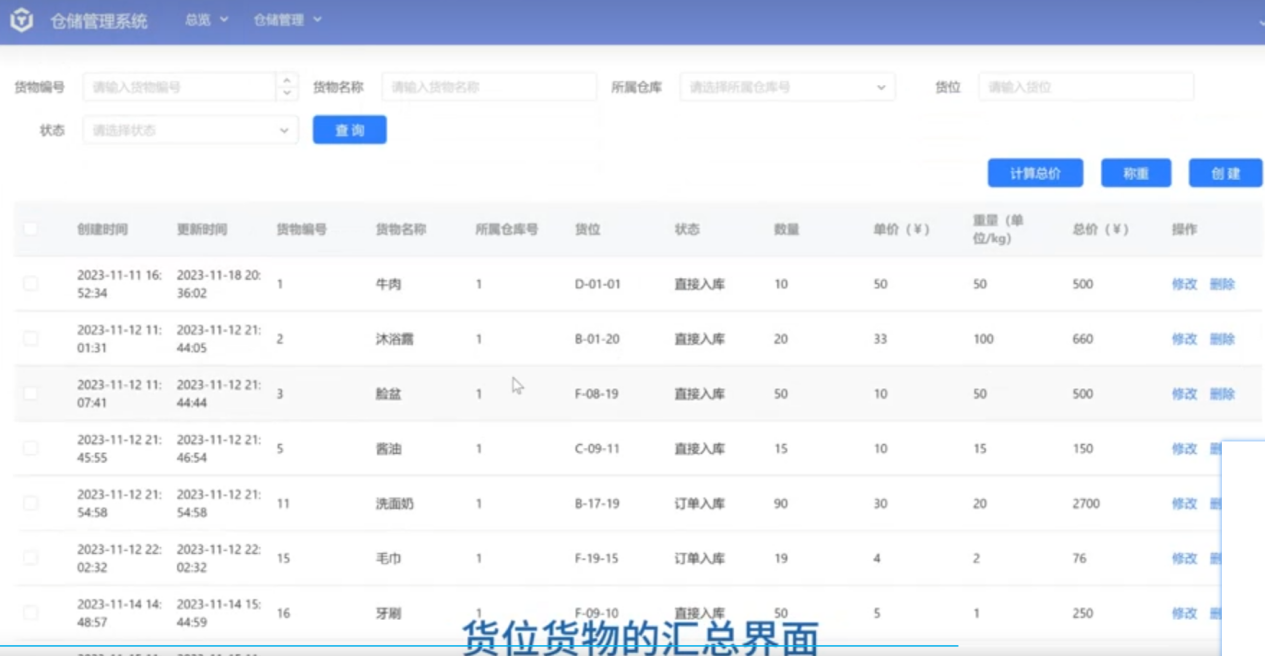 仓储管理系统 总览 仓储管理
货物编号 请输入货物编号 货物名称 请输入货物名称 所属仓库 请选择所属仓库号 货位 请输入货位
状态 请选择状态 查询
计算总价 称重 创建
创建时间 更新时间 货物编号 货物名称 所属仓库号 货位 状态 数量 单价（¥） 重量（单 总价（¥） 操作
位/kg）
2023-11-11 16: 2023-11-18 20:
52:34 36:02 1 牛肉 1 D-01-01 直接入库 10 50 50 500 修改 删除
2023-11-12 11: 2023-11-12 21:
01:31 44:05 2 沐浴露 1 B-01-20 直接入库 20 33 100 660 修改 删除
2023-11-12 11: 2023-11-12 21:
07:41 44:44 3 脸盆 1 F-08-19 直接入库 50 10 50 500 修改 删除
2023-11-12 21: 2023-11-12 21:
45:55 46:54 5 酱油 1 C-09-11 直接入库 15 10 15 150 修改
2023-11-12 21: 2023-11-12 21:
54:58 54:58 11 洗面奶 1 B-17-19 订单入库 90 30 20 2700 修改
2023-11-12 22: 2023-11-12 22:
02:32 02:32 15 毛巾 1 F-19-15 订单入库 19 4 2 76 修改
2023-11-14 14: 2023-11-14 15:
48:57 44:59 16 牙刷 1 F-09-10 直接入库 50 5 1 250 修改
货位货物的汇总界面